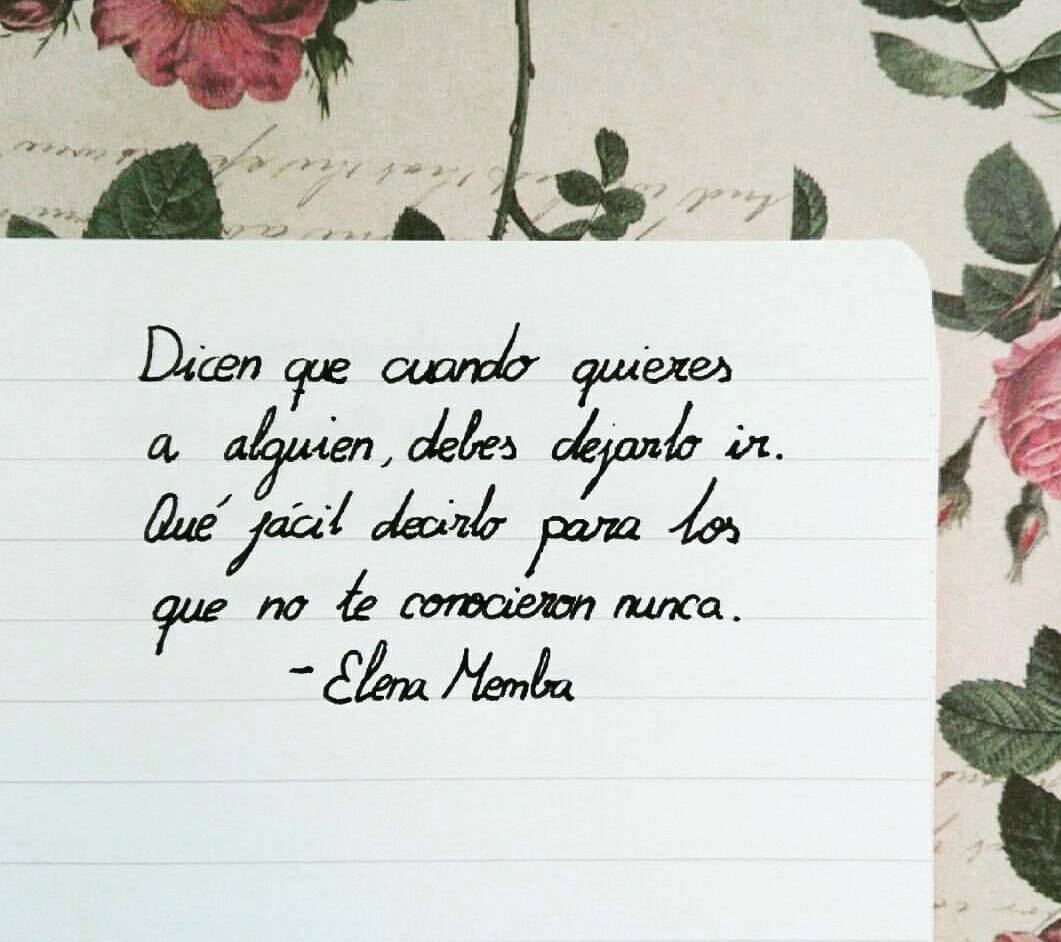 Dicen que cuando quieres
a alguien, debes dejarlo ir.
Qué fácil decirlo para los
que no te conocieron nunca.
- Elena Memba